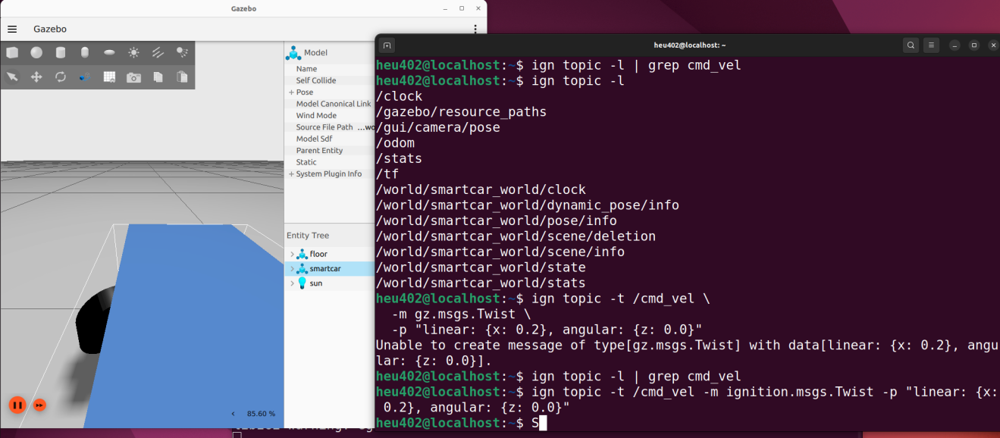 Gazebo
Gazebo
Model
Name
Self Collide
+ Pose
Model Canonical Link
Wind Mode
Source File Path ...wo
Model Sdf
Parent Entity
Static
+ System Plugin Info
Entity Tree
floor
smartcar
sun
85.60 %
heu402@localhost: ~
heu402@localhost:~$ ign topic -l | grep cmd_vel
heu402@localhost:~$ ign topic -l
/clock
/gazebo/resource_paths
/gui/camera/pose
/odom
/stats
/tf
/world/smartcar_world/clock
/world/smartcar_world/dynamic_pose/info
/world/smartcar_world/pose/info
/world/smartcar_world/scene/deletion
/world/smartcar_world/scene/info
/world/smartcar_world/state
/world/smartcar_world/stats
heu402@localhost:~$ ign topic -t /cmd_vel \
-m gz.msgs.Twist \
-p "linear: {x: 0.2}, angular: {z: 0.0}"
Unable to create message of type[gz.msgs.Twist] with data[linear: {x: 0.2}, angu
lar: {z: 0.0}].
heu402@localhost:~$ ign topic -l | grep cmd_vel
heu402@localhost:~$ ign topic -t /cmd_vel -m ignition.msgs.Twist -p "linear: {x:
0.2}, angular: {z: 0.0}"
heu402@localhost:~$ S